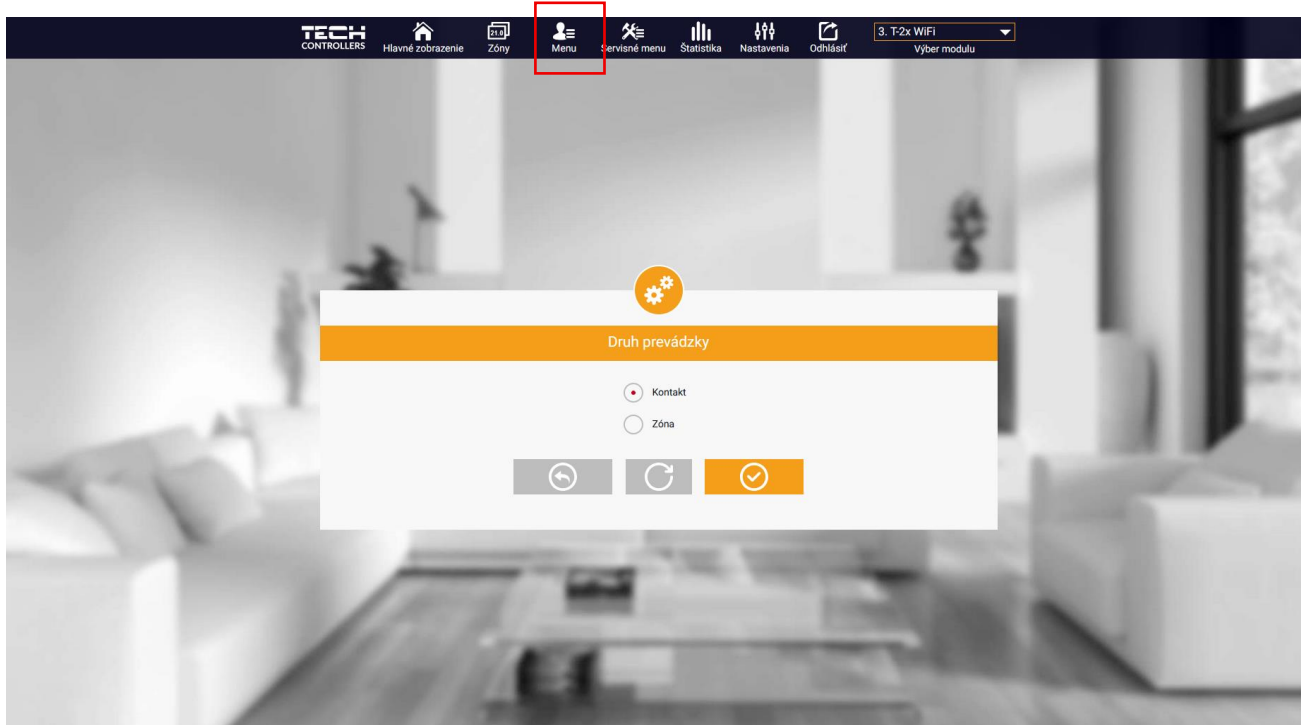 TECH
CONTROLLERS
Hlavné zobrazenie
21.0
Zóny
Menu
Servisné menu
Štatistika
Nastavenia
Odhlásiť
3. T-2x WiFi
Výber modulu
Druh prevádzky
Kontakt
Zóna